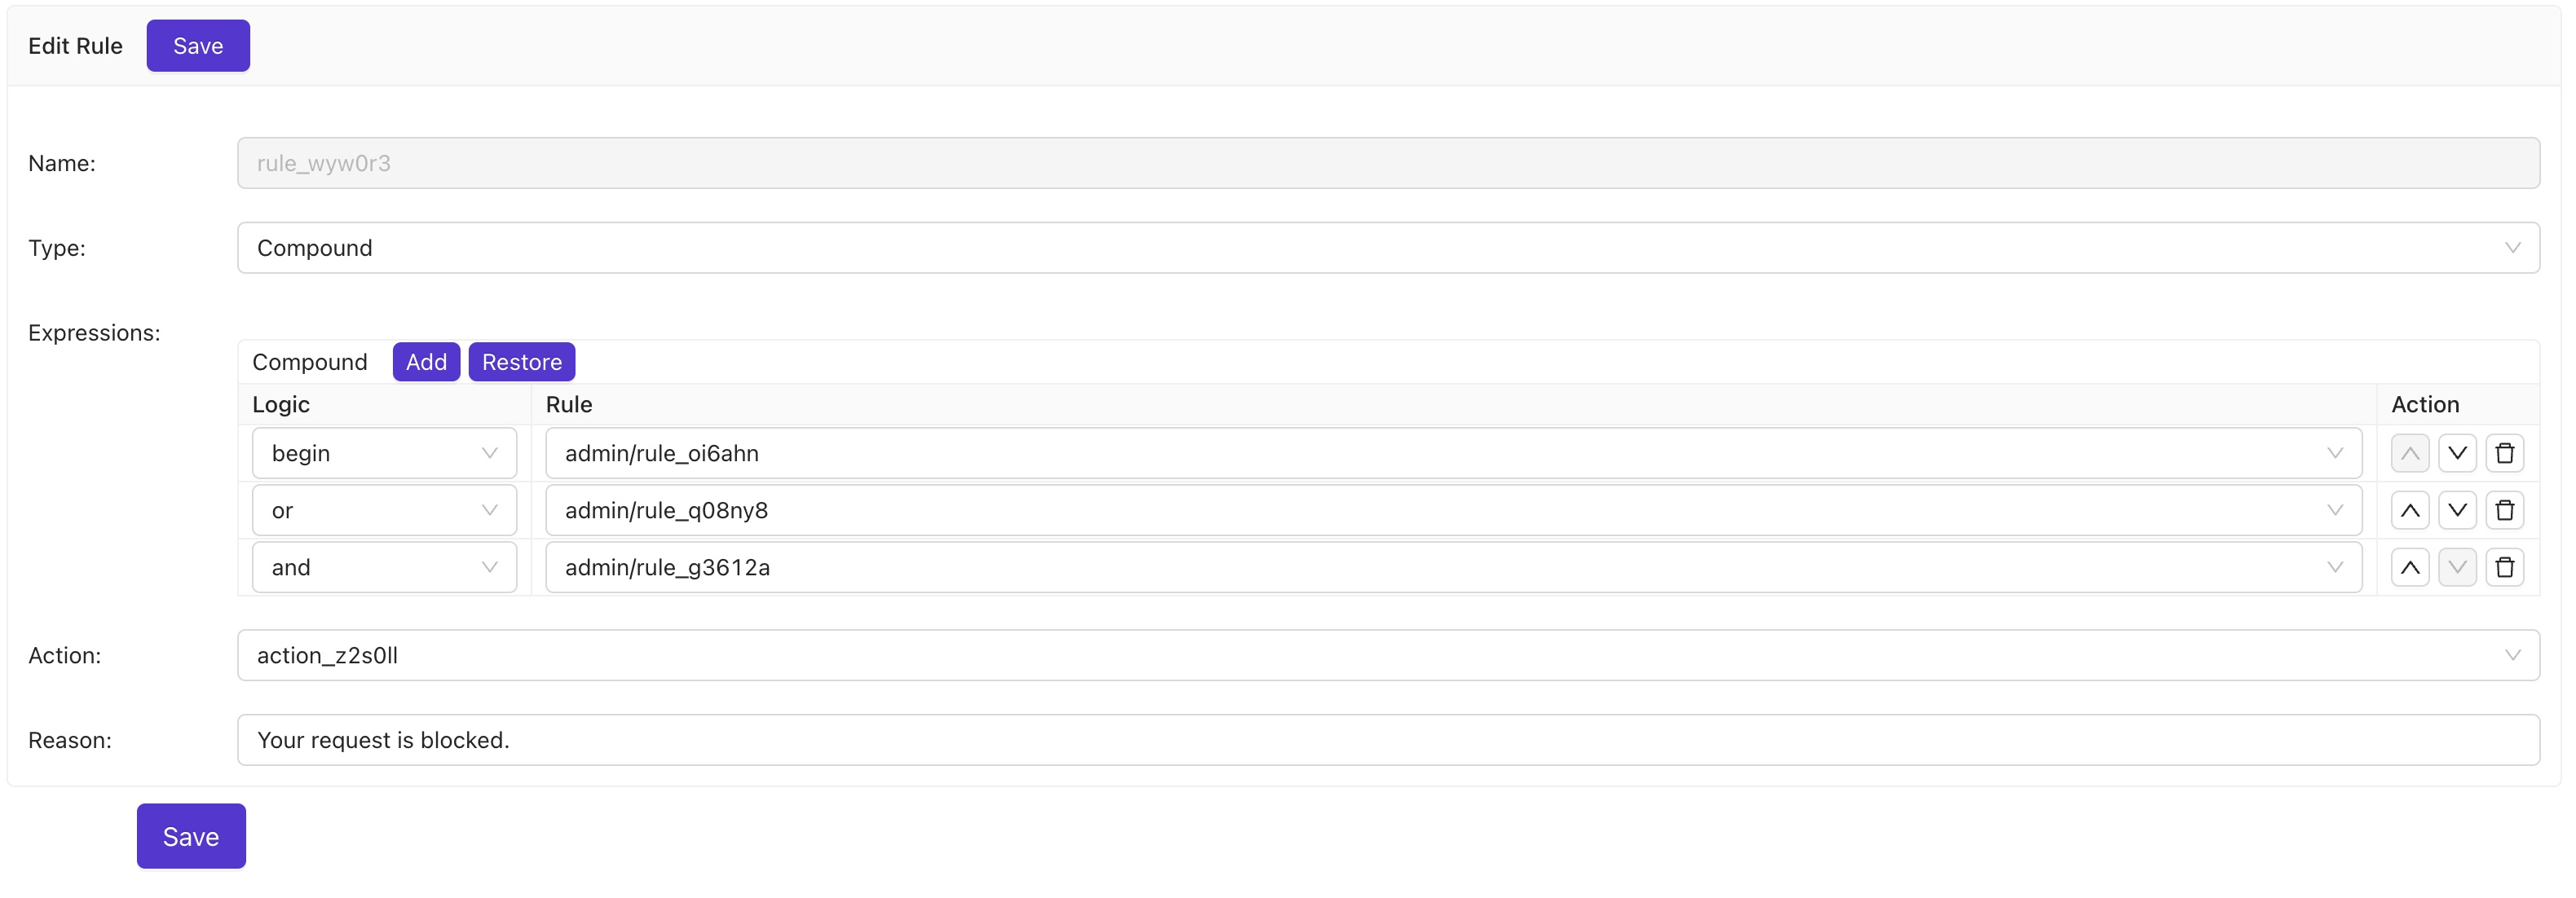 Edit Rule Save
Name: rule_wyw0r3
Type: Compound
Expressions:
Compound Add Restore
Logic Rule Action
begin admin/rule_oi6ahn
or admin/rule_q08ny8
and admin/rule_g3612a
Action: action_z2s0ll
Reason: Your request is blocked.
Save